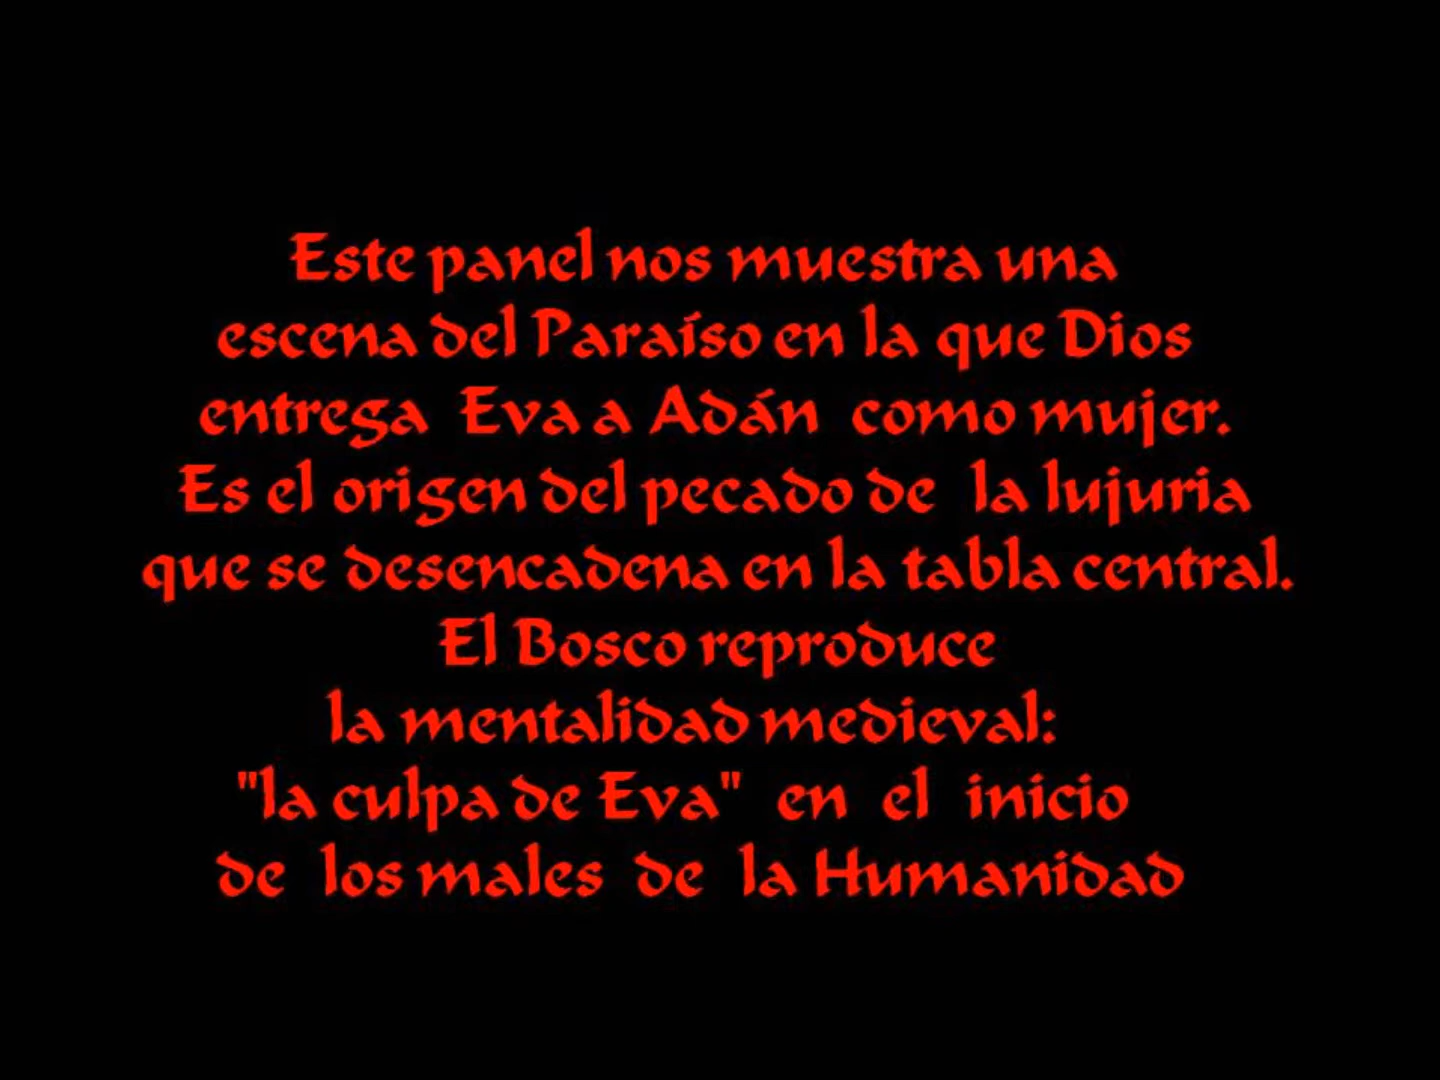 Este panel nos muestra una
escena del Paraíso en la que Dios
entrega Eva a Adán como mujer.
Es el origen del pecado de la lujuria
que se desencadena en la tabla central.
El Bosco reproduce
la mentalidad medieval:
"la culpa de Eva" en el inicio
de los males de la Humanidad